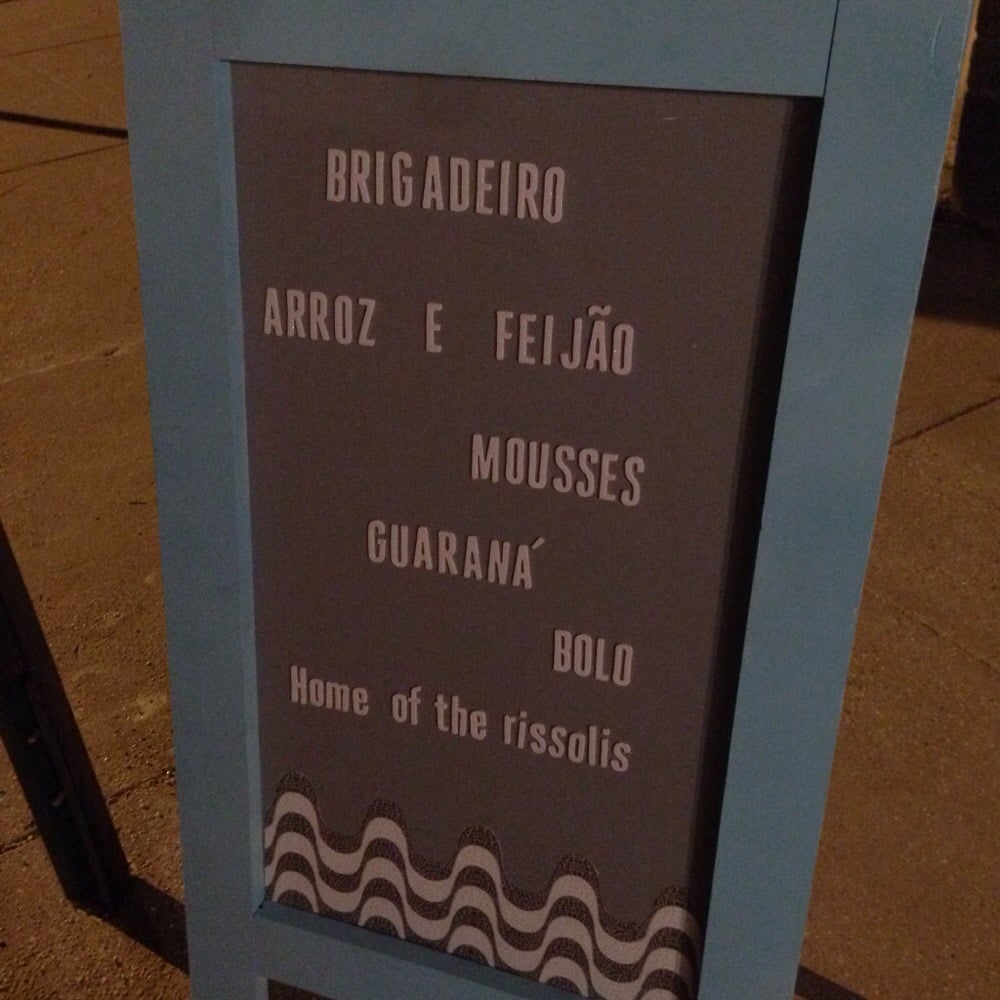 BRIGADEIRO
ARROZ E FEIJÃO
MOUSSES
GUARANÁ
BOLO
Home of the rissolis